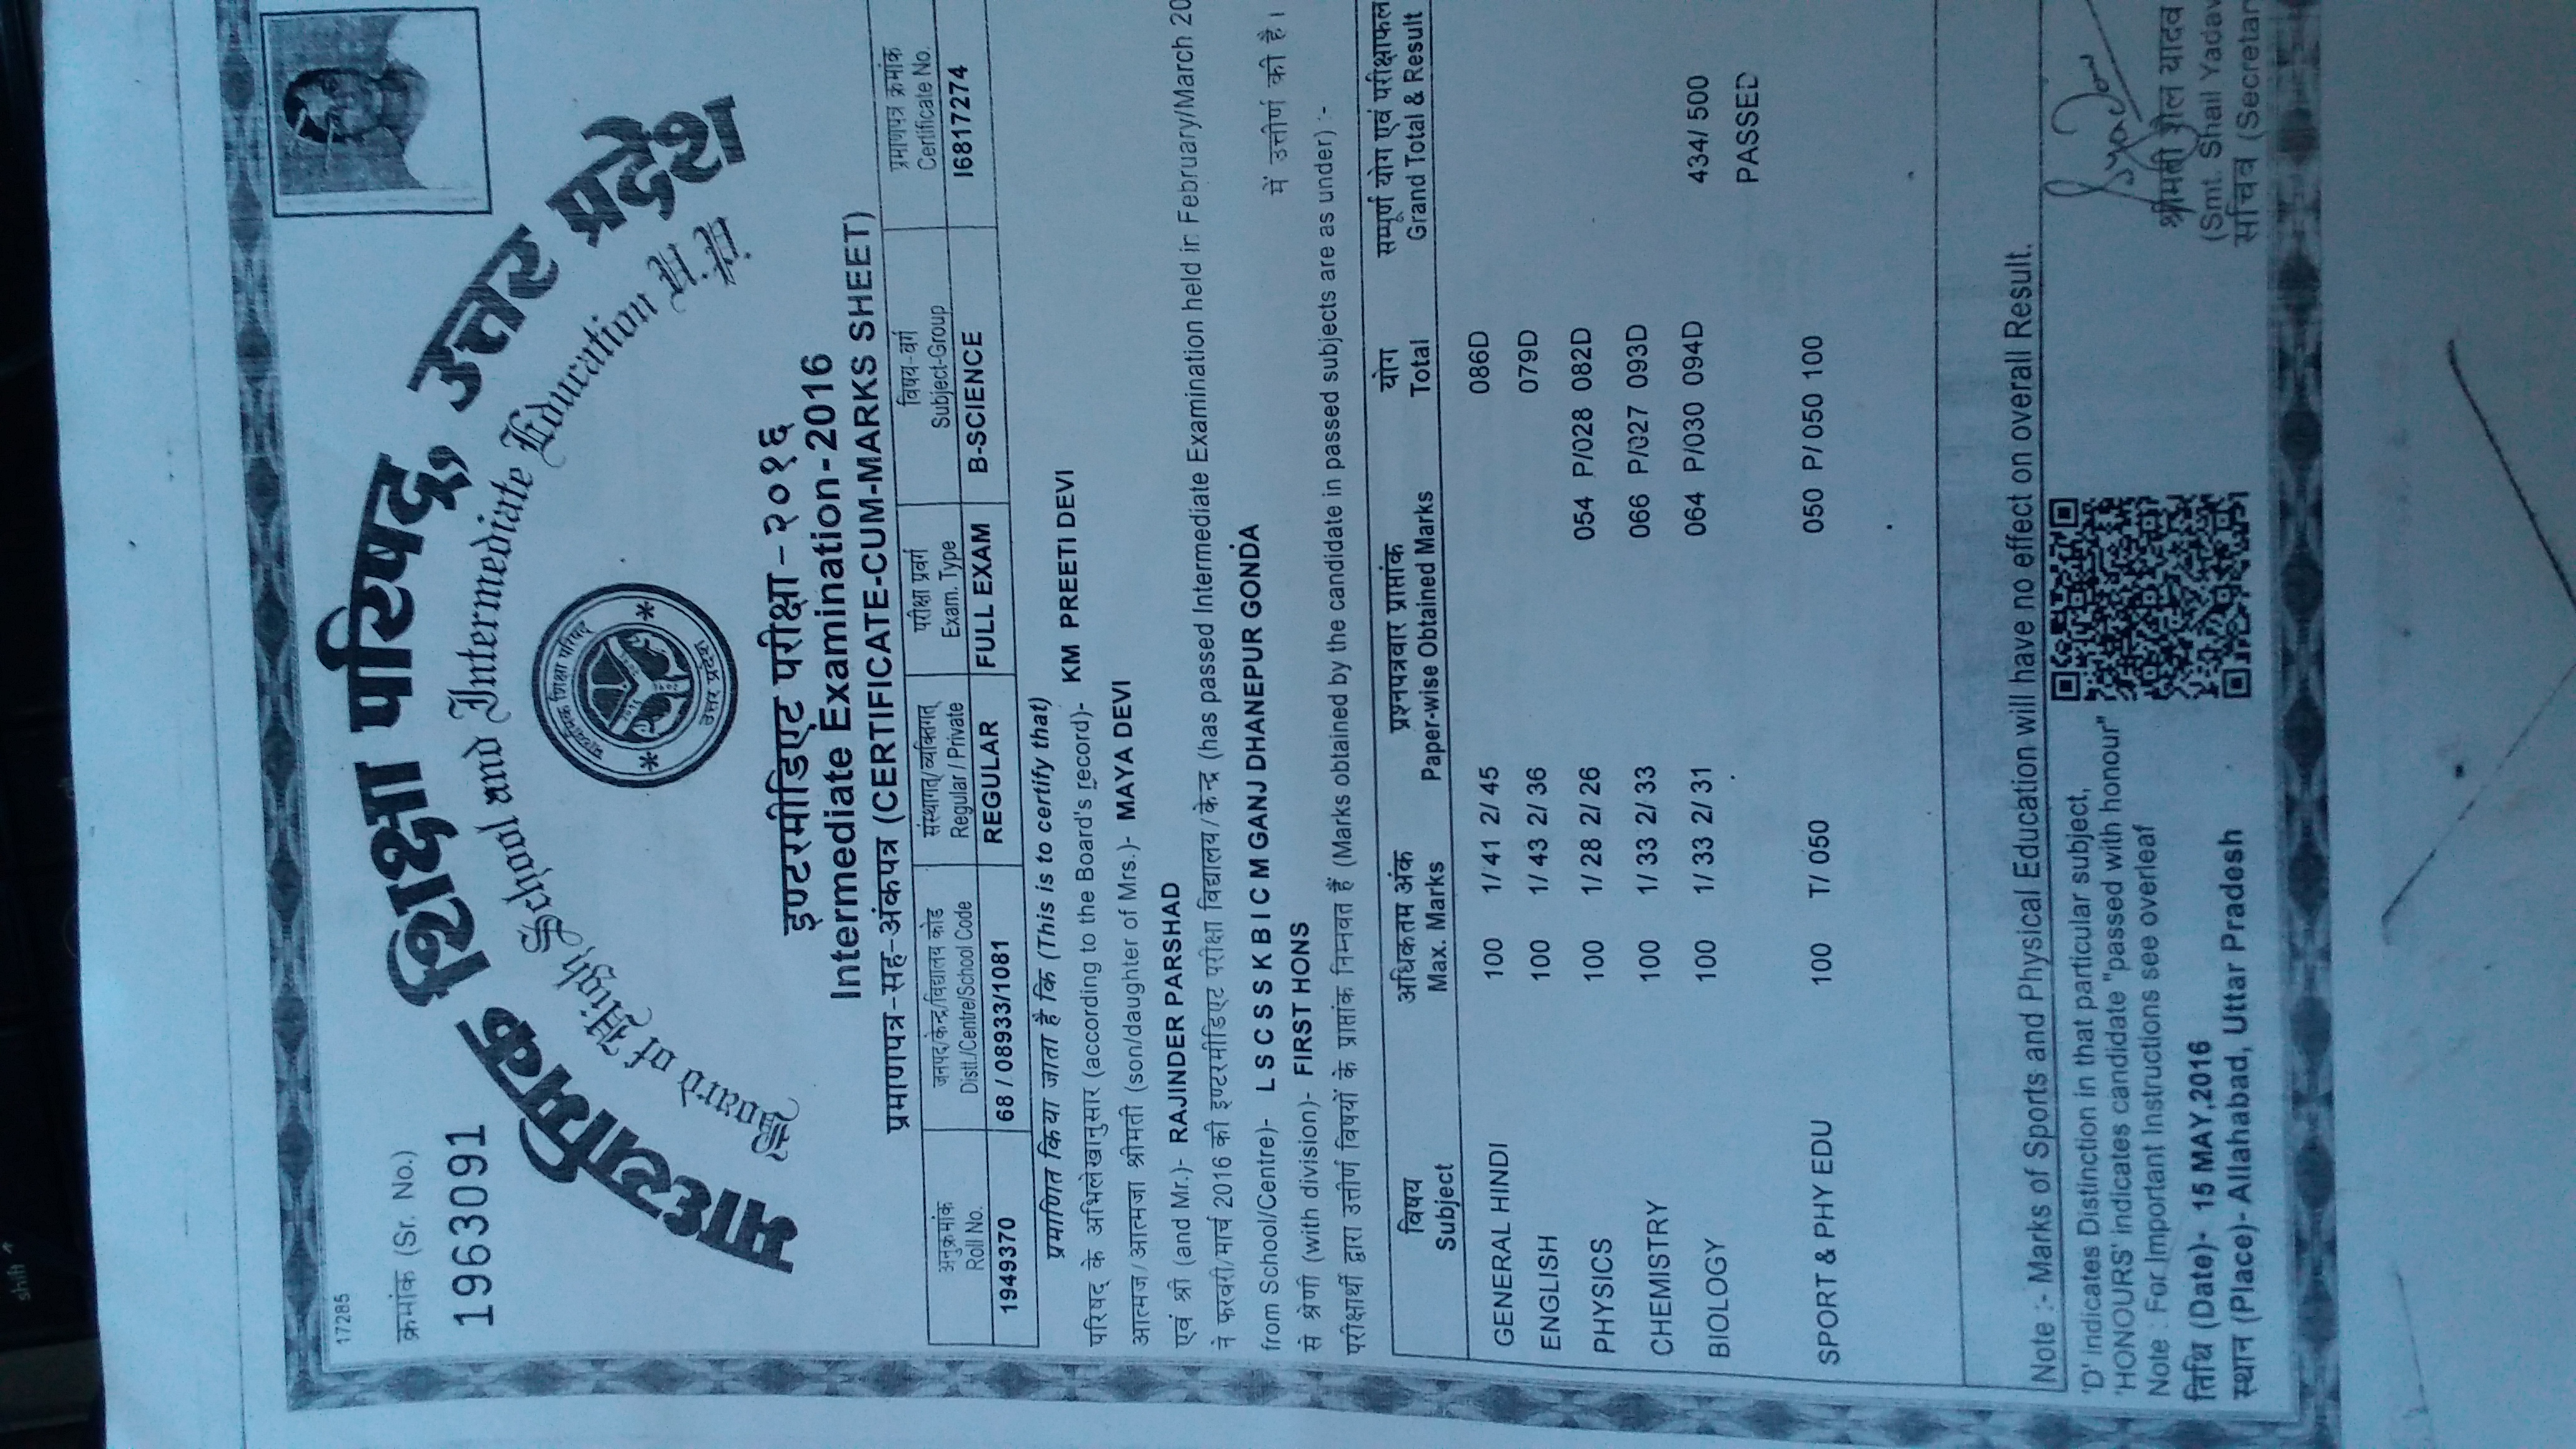 shift
17285
क्रमांक (Sr. No.)
1963091
माध्यमिक शिक्षा परिषद्, उत्तर प्रदेश
Board of High School and Intermediate Education U.P.
माध्यमिक शिक्षा परिषद्
उत्तर प्रदेश
इण्टरमीडिएट परीक्षा-२०१६
Intermediate Examination-2016
प्रमाणपत्र-सह-अंकपत्र (CERTIFICATE-CUM-MARKS SHEET)
अनुक्रमांक जनपद/केन्द्र/विद्यालय कोड संस्थागत/व्यक्तिगत् परीक्षा प्रवर्ग विषय-वर्ग प्रमाणपत्र क्रमांक
Roll No. Distt./Centre/School Code Regular / Private Exam. Type Subject-Group Certificate No.
1949370 68 / 08933/1081 REGULAR FULL EXAM B-SCIENCE I6817274
प्रमाणित किया जाता है कि (This is to certify that)
परिषद् के अभिलेखानुसार (according to the Board's record)- KM PREETI DEVI
आत्मज/आत्मजा श्रीमती (son/daughter of Mrs.)- MAYA DEVI
एवं श्री (and Mr.)- RAJINDER PARSHAD
ने फरवरी/मार्च 2016 की इण्टरमीडिएट परीक्षा विद्यालय/केन्द्र (has passed Intermediate Examination held in February/March 20
from School/Centre)- L S C S S K B I C M GANJ DHANEPUR GONDA
से श्रेणी (with division)- FIRST HONS में उत्तीर्ण की है।
परीक्षार्थी द्वारा उत्तीर्ण विषयों के प्राप्तांक निम्नवत हैं (Marks obtained by the candidate in passed subjects are as under) :-
विषय अधिकतम अंक प्रश्नपत्रवार प्राप्तांक योग सम्पूर्ण योग एवं परीक्षाफल
Subject Max. Marks Paper-wise Obtained Marks Total Grand Total & Result
GENERAL HINDI 100 1/ 41 2/ 45 086D
ENGLISH 100 1/ 43 2/ 36 079D
PHYSICS 100 1/ 28 2/ 26 054 P/028 082D
CHEMISTRY 100 1/ 33 2/ 33 066 P/027 093D
BIOLOGY 100 1/ 33 2/ 31 064 P/030 094D 434/ 500
PASSED
SPORT & PHY EDU 100 T/ 050 050 P/ 050 100
Note :- Marks of Sports and Physical Education will have no effect on overall Result.
'D' indicates Distinction in that particular subject,
'HONOURS' indicates candidate "passed with honour"
Note : For Important Instructions see overleaf
तिथि (Date)- 15 MAY,2016
स्थान (Place)- Allahabad, Uttar Pradesh
SYadav
श्रीमती शैल यादव
(Smt. Shail Yadav
सचिव (Secretar